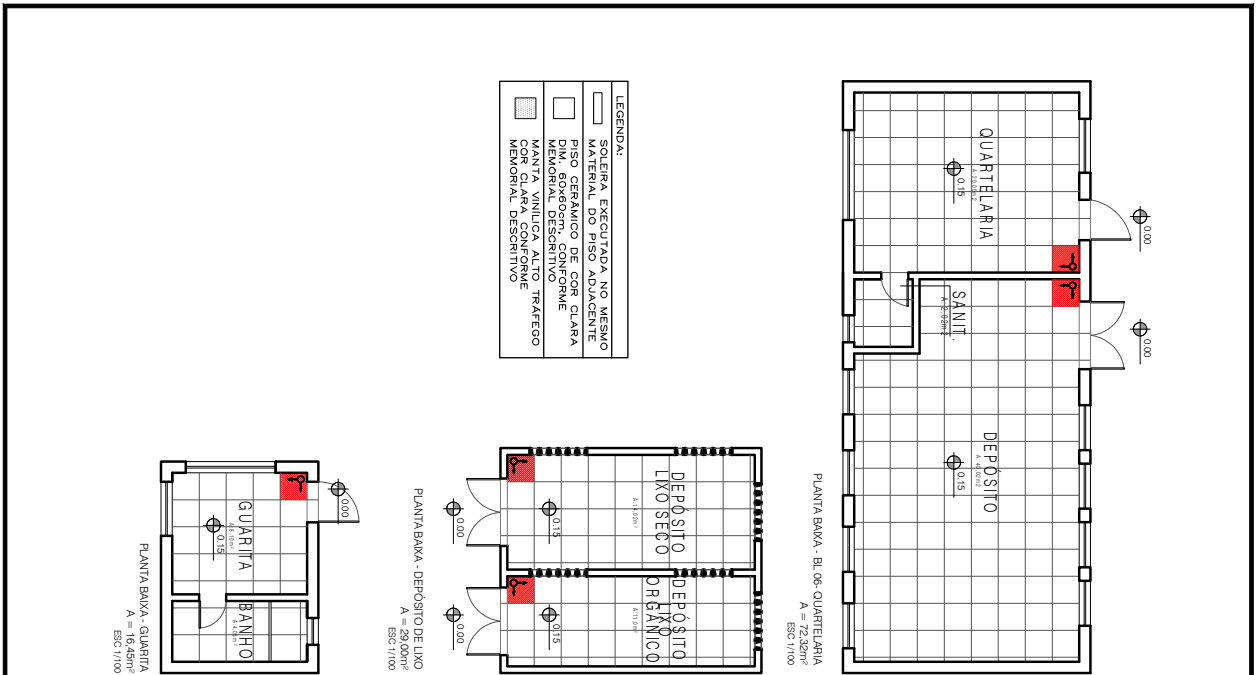 LEGENDA:
SOLEIRA EXECUTADA NO MESMO
MATERIAL DO PISO ADJACENTE
PISO CERÂMICO DE COR CLARA
DIM. 60x60cm, CONFORME
MEMORIAL DESCRITIVO
MANTA VINÍLICA ALTO TRÁFEGO
COR CLARA CONFORME
MEMORIAL DESCRITIVO
QUARTELARIA
0.15
0.00
SANIT.
A: 2,02m2
0.00
DEPÓSITO
0.15
PLANTA BAIXA - BL 06- QUARTELARIA
A = 72,32m²
ESC 1/100
DEPÓSITO
LIXO SECO
0.15
0.00
DEPÓSITO
LIXO
ORGÂNICO
0.15
0.00
PLANTA BAIXA - DEPÓSITO DE LIXO
A = 29,00m²
ESC 1/100
GUARITA
0.15
0.00
BANHO
PLANTA BAIXA - GUARITA
A = 16,45m²
ESC 1/100